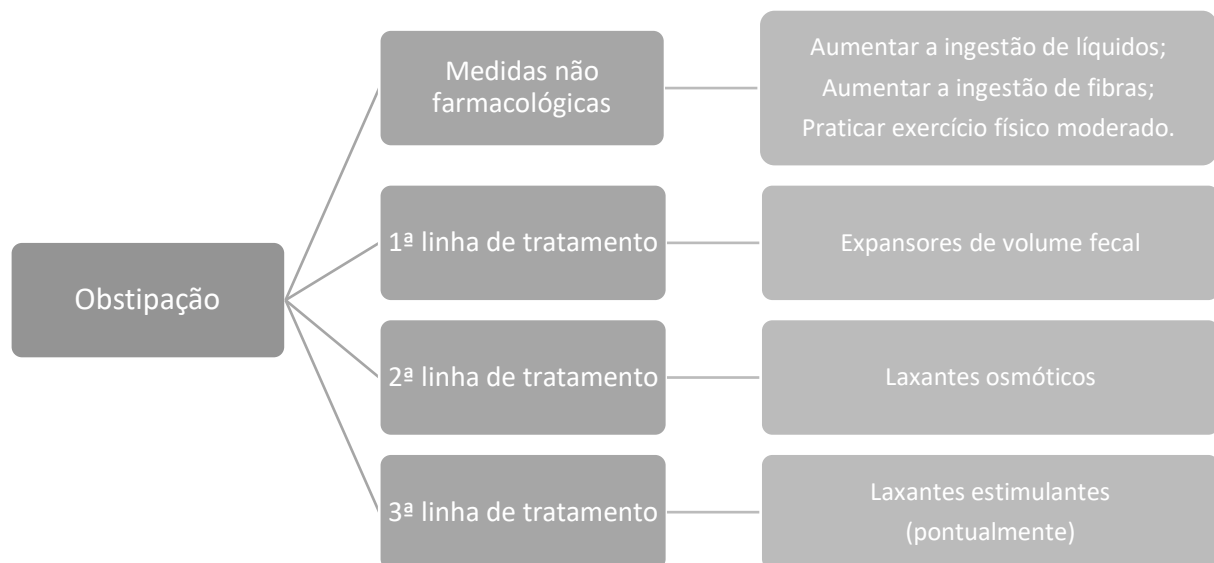 Obstipação
Medidas não
farmacológicas
Aumentar a ingestão de líquidos;
Aumentar a ingestão de fibras;
Praticar exercício físico moderado.
1ª linha de tratamento
Expansores de volume fecal
2ª linha de tratamento
Laxantes osmóticos
3ª linha de tratamento
Laxantes estimulantes
(pontualmente)